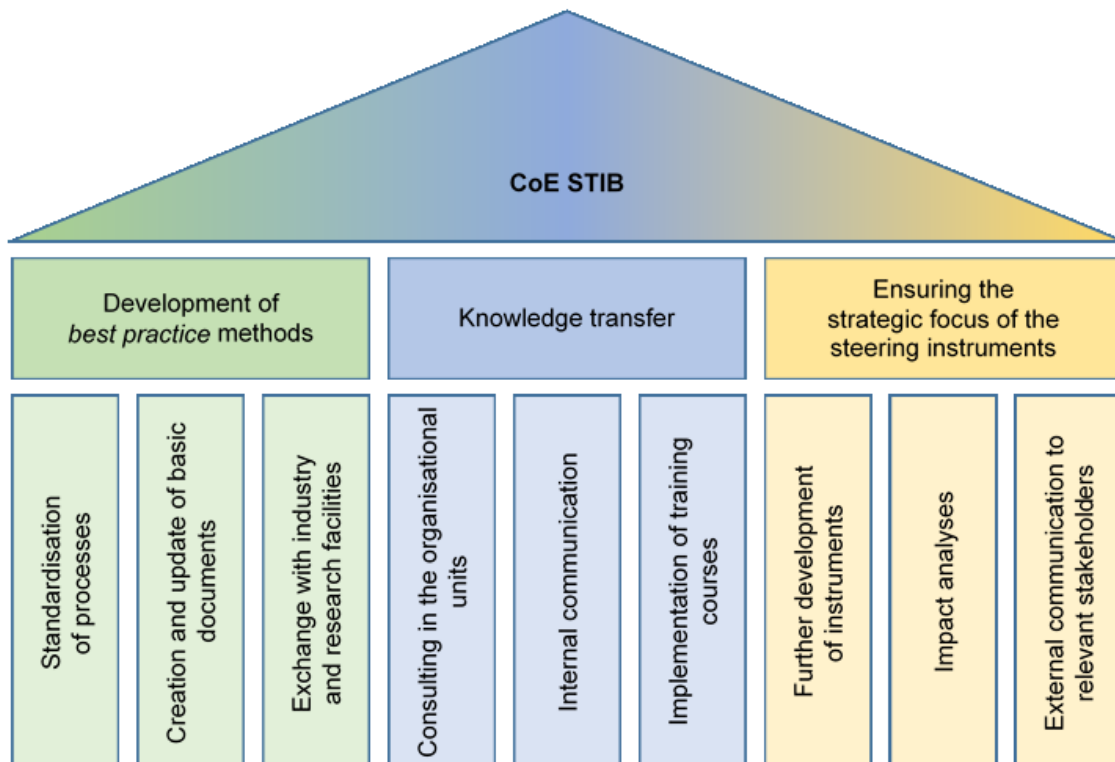 CoE STIB
Development of
best practice methods
Knowledge transfer
Ensuring the
strategic focus of the
steering instruments
Standardisation
of processes
Creation and update of basic
documents
Exchange with industry
and research facilities
Consulting in the organisational
units
Internal communication
Implementation of training
courses
Further development
of instruments
Impact analyses
External communication to
relevant stakeholders